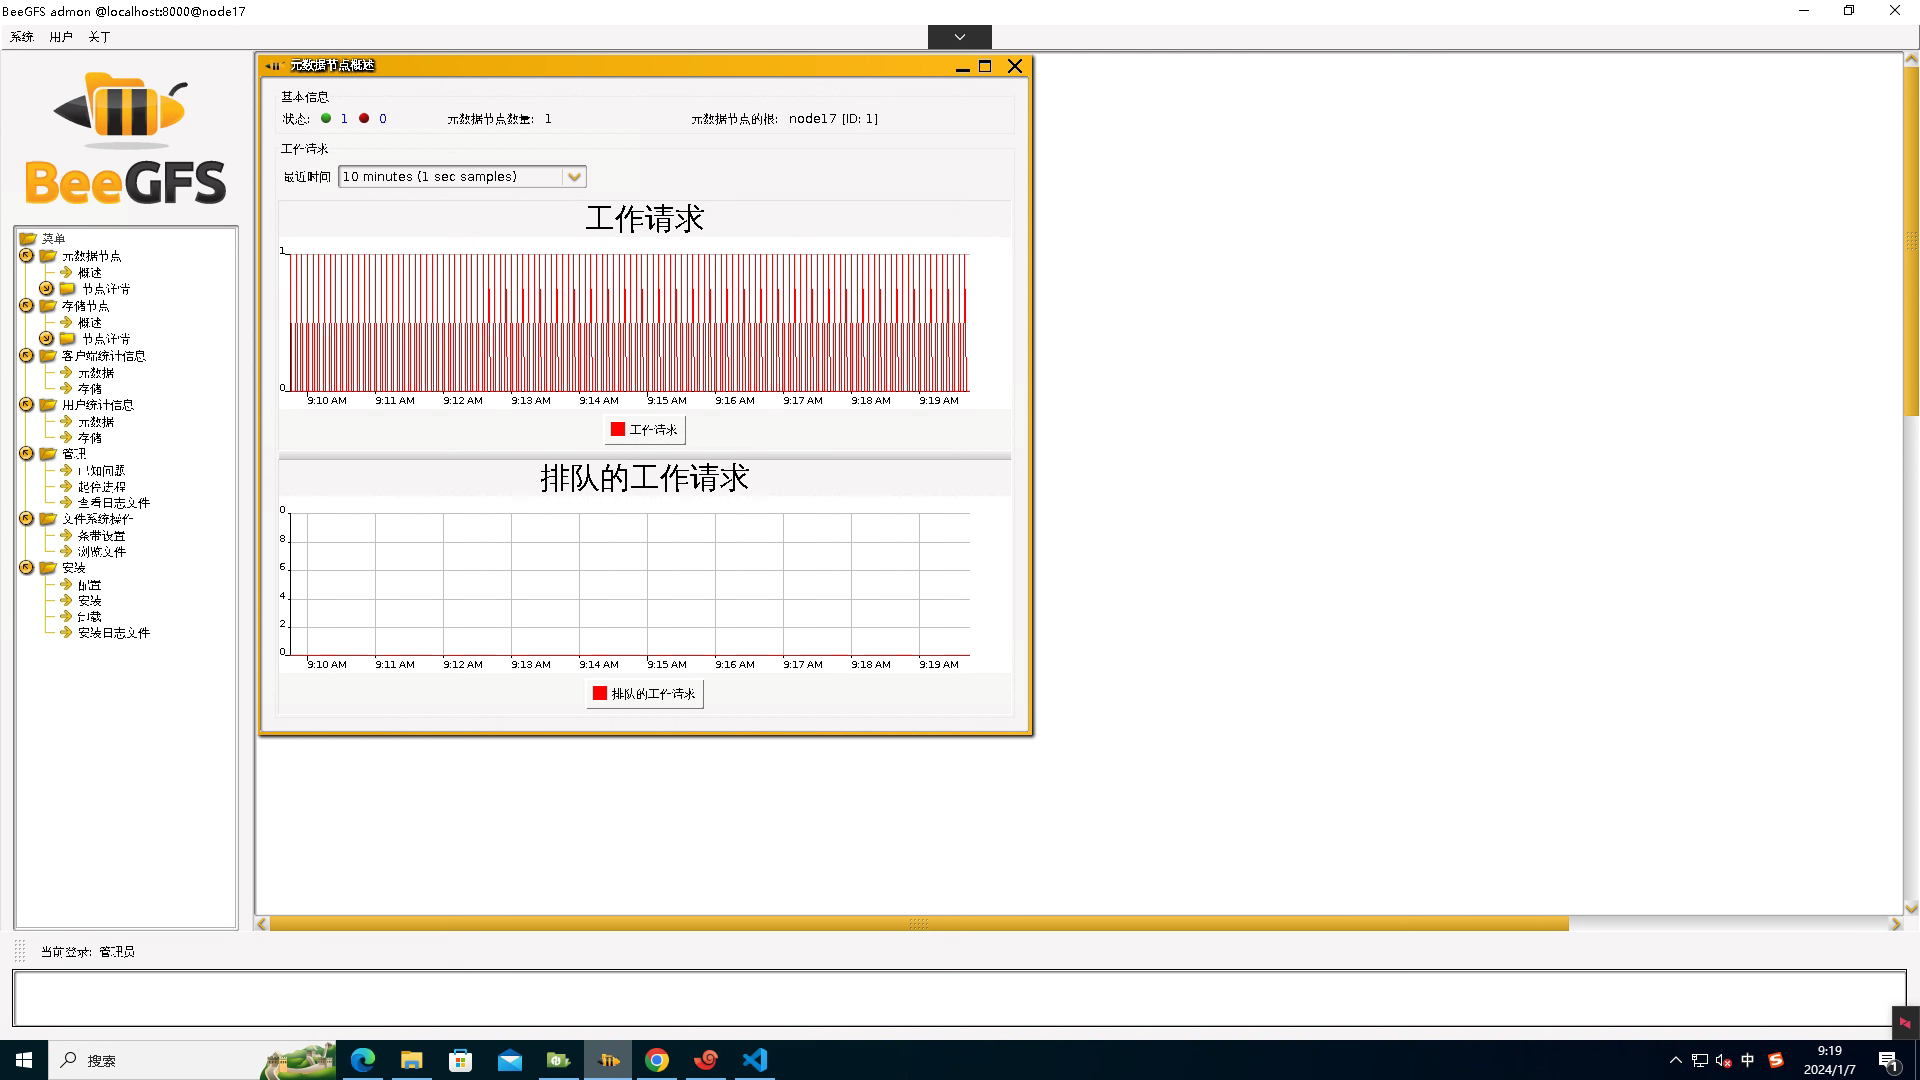 BeeGFS admon @localhost:8000@node17
系统 用户 关于
BeeGFS
菜单
元数据节点
概述
节点详情
存储节点
概述
节点详情
客户端统计信息
元数据
存储
用户统计信息
元数据
存储
管理
已知问题
起停进程
查看日志文件
文件系统操作
条带设置
浏览文件
安装
配置
安装
卸载
安装日志文件
元数据节点概述
基本信息
状态: 1 0 元数据节点数量: 1 元数据节点的根: node17 [ID: 1]
工作请求
最近时间 10 minutes (1 sec samples)
工作请求
1
0
9:10 AM 9:11 AM 9:12 AM 9:13 AM 9:14 AM 9:15 AM 9:16 AM 9:17 AM 9:18 AM 9:19 AM
工作请求
排队的工作请求
0
8
6
4
2
0
9:10 AM 9:11 AM 9:12 AM 9:13 AM 9:14 AM 9:15 AM 9:16 AM 9:17 AM 9:18 AM 9:19 AM
排队的工作请求
当前登录: 管理员
搜索
中
9:19
2024/1/7
1